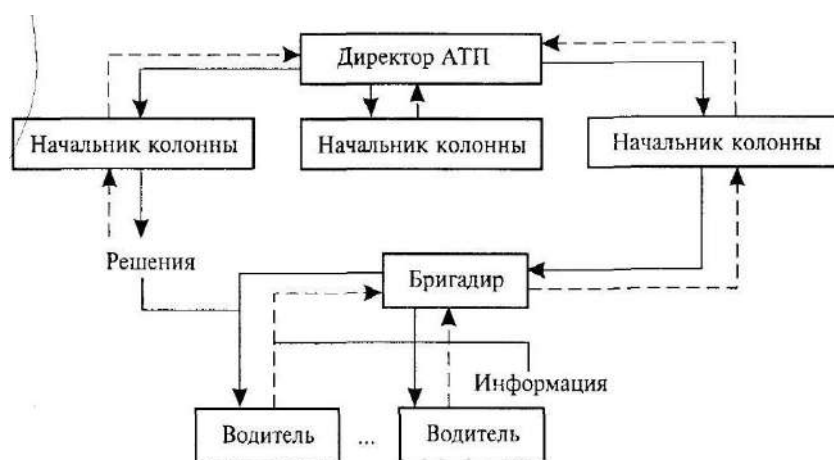 Директор АТП
Начальник колонны
Начальник колонны
Начальник колонны
Решения
Бригадир
Информация
Водитель
...
Водитель